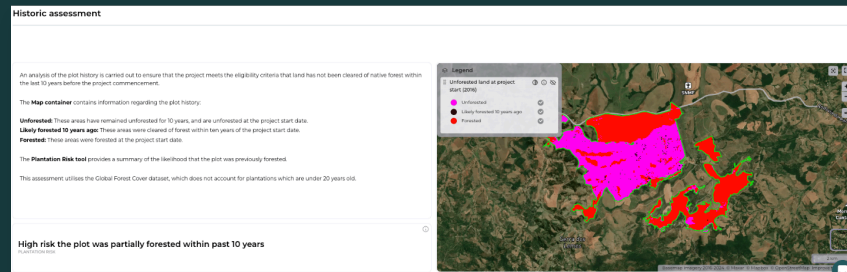 Historic assessment
An analysis of the plot history is carried out to ensure that the project meets the eligibility criteria that land has not been cleared of native forest within
the last 10 years before the project commencement.
The Map container contains information regarding the plot history:
Unforested: These areas have remained unforested for 10 years, and are unforested at the project start date.
Likely forested 10 years ago: These areas were cleared of forest within ten years of the project start date.
Forested: These areas were forested at the project start date.
The Plantation Risk tool provides a summary of the likelihood that the plot was previously forested.
This assessment utilises the Global Forest Cover dataset, which does not account for plantations which are under 20 years old.
High risk the plot was partially forested within past 10 years
PLANTATION RISK
Legend
Unforested land at project
start (2016)
Unforested
Likely forested 10 years ago
Forested